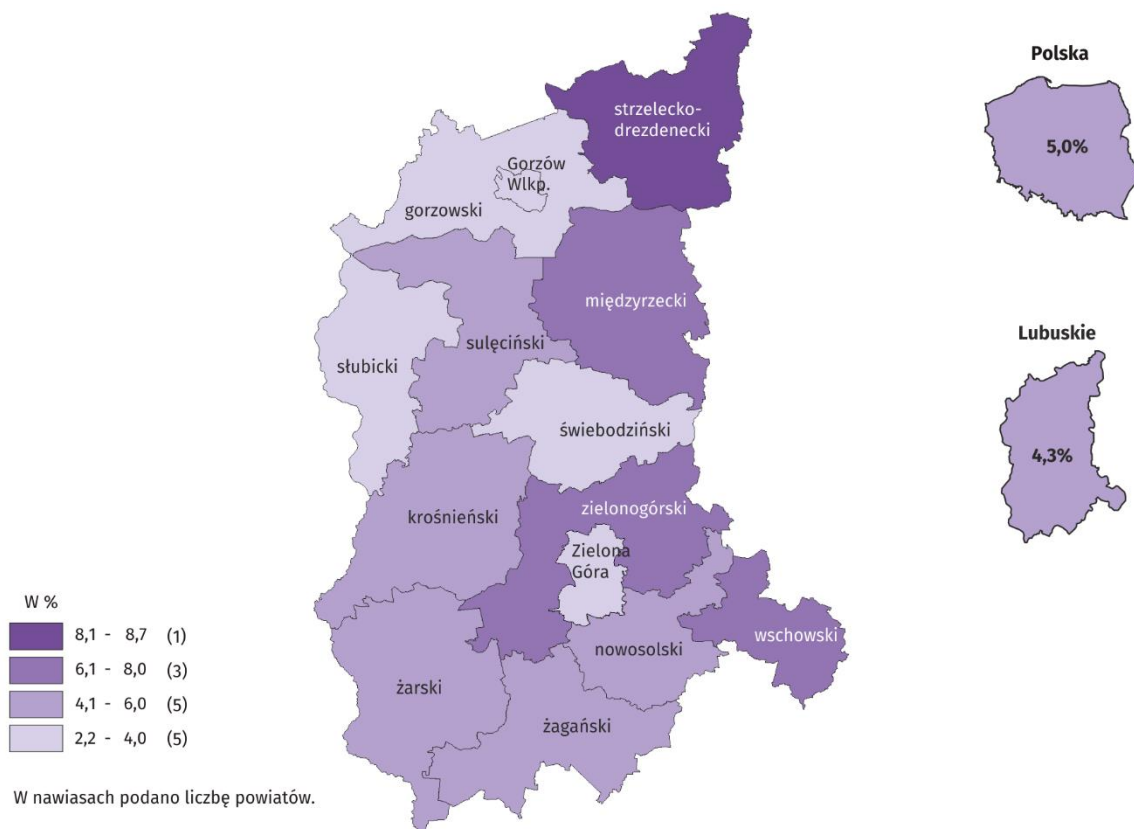 strzelecko-
drezdenecki
Gorzów
Wlkp.
gorzowski
międzyrzecki
sulęciński
słubicki
świebodziński
krośnieński
zielonogórski
Zielona
Góra
wschowski
nowosolski
żarski
żagański
Polska
5,0%
Lubuskie
4,3%
W %
8,1 - 8,7 (1)
6,1 - 8,0 (3)
4,1 - 6,0 (5)
2,2 - 4,0 (5)
W nawiasach podano liczbę powiatów.